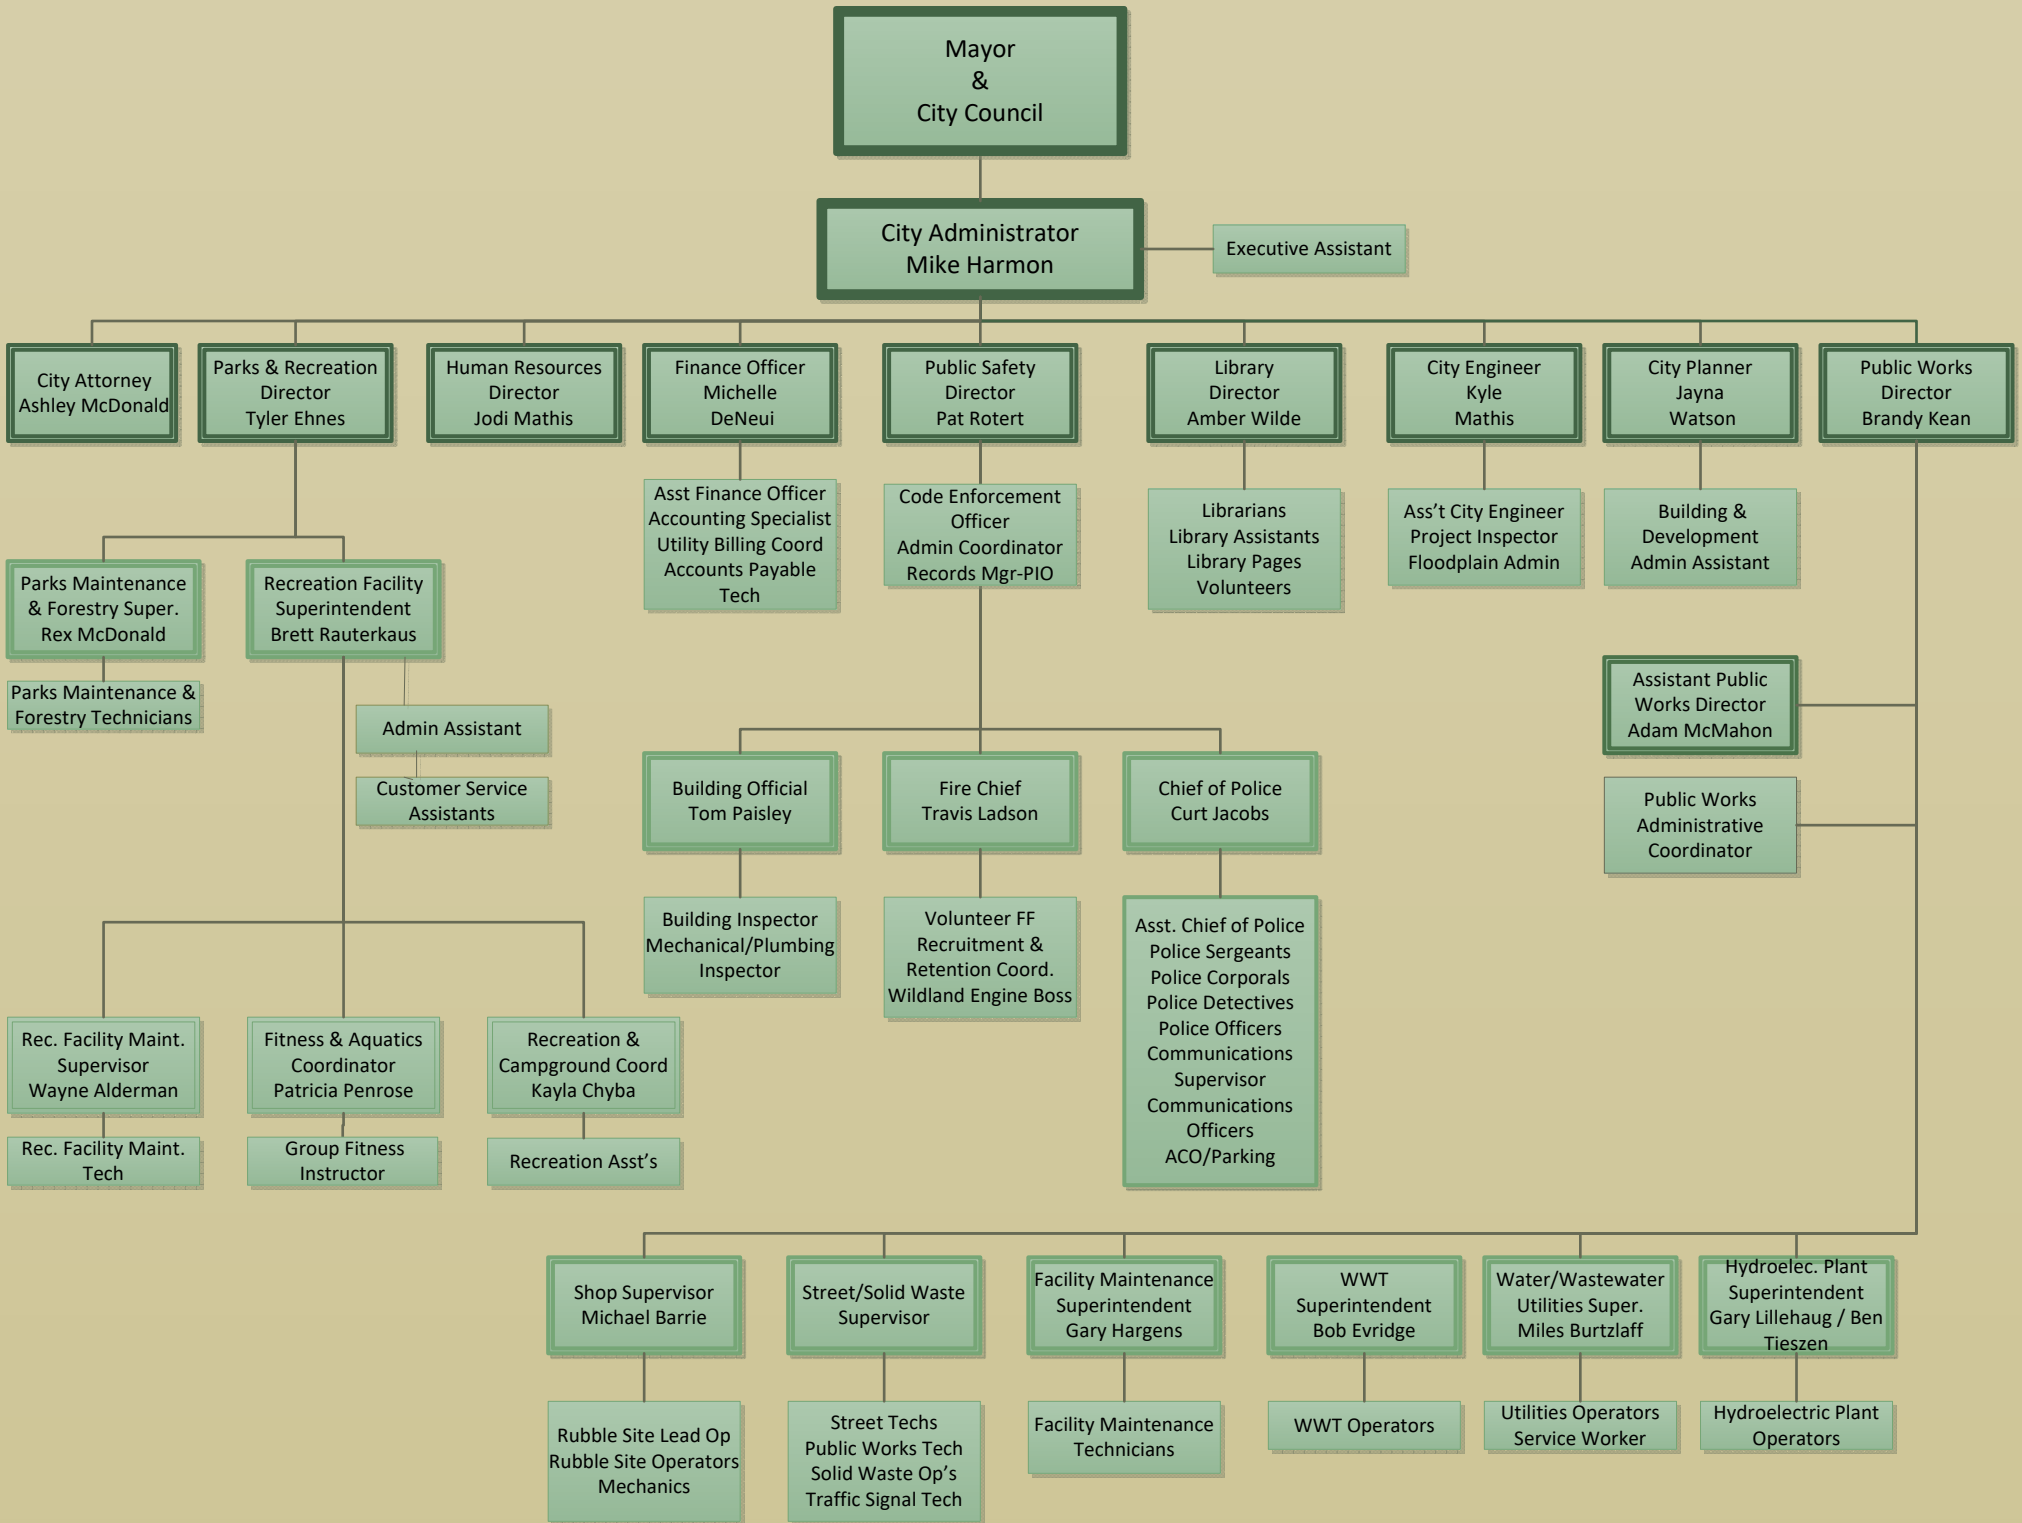 Mayor
&
City Council
City Administrator
Mike Harmon
Executive Assistant
City Attorney
Ashley McDonald
Parks & Recreation
Director
Tyler Ehnes
Human Resources
Director
Jodi Mathis
Finance Officer
Michelle
DeNeui
Public Safety
Director
Pat Rotert
Library
Director
Amber Wilde
City Engineer
Kyle
Mathis
City Planner
Jayna
Watson
Public Works
Director
Brandy Kean
Asst Finance Officer
Accounting Specialist
Utility Billing Coord
Accounts Payable
Tech
Code Enforcement
Officer
Admin Coordinator
Records Mgr-PIO
Librarians
Library Assistants
Library Pages
Volunteers
Ass’t City Engineer
Project Inspector
Floodplain Admin
Building &
Development
Admin Assistant
Parks Maintenance
& Forestry Super.
Rex McDonald
Recreation Facility
Superintendent
Brett Rauterkaus
Parks Maintenance &
Forestry Technicians
Admin Assistant
Customer Service
Assistants
Assistant Public
Works Director
Adam McMahon
Public Works
Administrative
Coordinator
Building Official
Tom Paisley
Fire Chief
Travis Ladson
Chief of Police
Curt Jacobs
Building Inspector
Mechanical/Plumbing
Inspector
Volunteer FF
Recruitment &
Retention Coord.
Wildland Engine Boss
Asst. Chief of Police
Police Sergeants
Police Corporals
Police Detectives
Police Officers
Communications
Supervisor
Communications
Officers
ACO/Parking
Rec. Facility Maint.
Supervisor
Wayne Alderman
Fitness & Aquatics
Coordinator
Patricia Penrose
Recreation &
Campground Coord
Kayla Chyba
Rec. Facility Maint.
Tech
Group Fitness
Instructor
Recreation Asst’s
Shop Supervisor
Michael Barrie
Street/Solid Waste
Supervisor
Facility Maintenance
Superintendent
Gary Hargens
WWT
Superintendent
Bob Evridge
Water/Wastewater
Utilities Super.
Miles Burtzlaff
Hydroelec. Plant
Superintendent
Gary Lillehaug / Ben
Tieszen
Rubble Site Lead Op
Rubble Site Operators
Mechanics
Street Techs
Public Works Tech
Solid Waste Op’s
Traffic Signal Tech
Facility Maintenance
Technicians
WWT Operators
Utilities Operators
Service Worker
Hydroelectric Plant
Operators